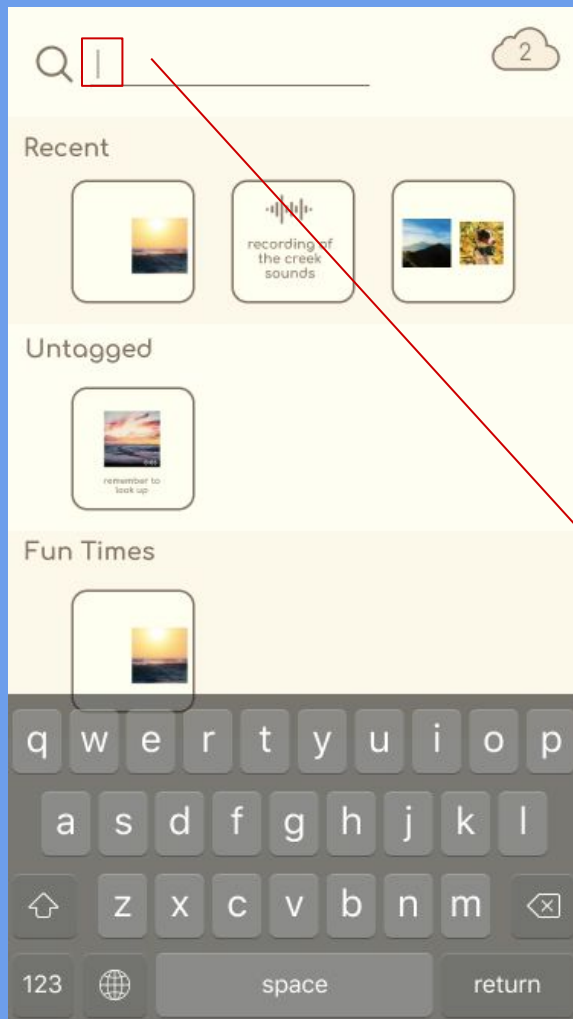 2
Recent
recording of
the creek
sounds
Untagged
remember to
look up
Fun Times
q w e r t y u i o p
a s d f g h j k l
z x c v b n m
123 space return